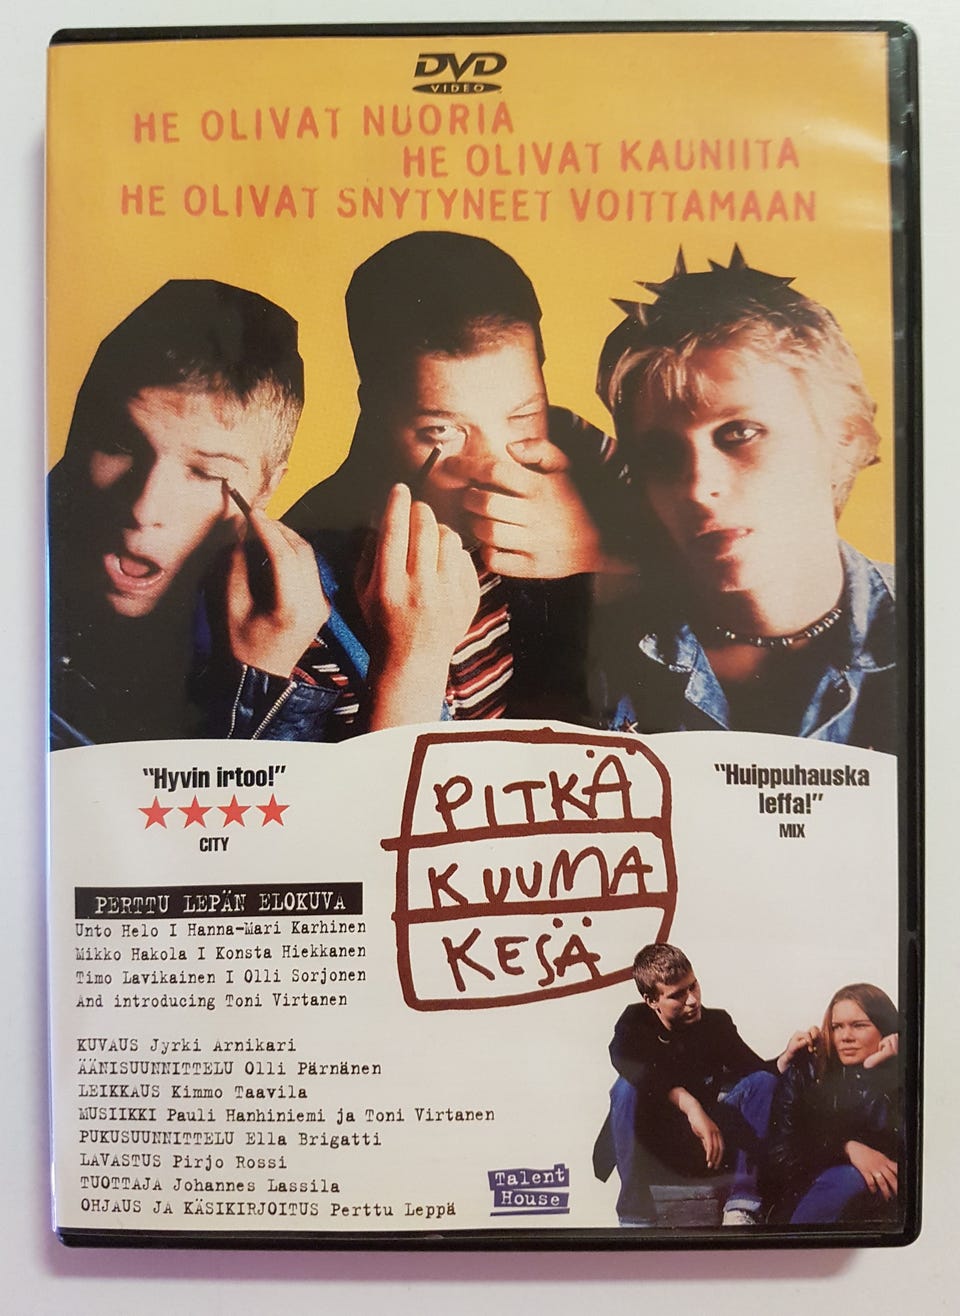 DVD
VIDEO
HE OLIVAT NUORIA
HE OLIVAT KAUNIITA
HE OLIVAT SNYTYNEET VOITTAMAAN
"Hyvin irtoo!"
CITY
"Huippuhauska
leffa!"
MIX
PITKÄ
KUUMA
KESÄ
PERTTU LEPÄN ELOKUVA
Unto Helo I Hanna-Mari Karhinen
Mikko Hakola I Konsta Hiekkanen
Timo Lavikainen I Olli Sorjonen
And introducing Toni Virtanen
KUVAUS Jyrki Arnikari
ÄÄNISUUNNITTELU Olli Pärnänen
LEIKKAUS Kimmo Taavila
MUSIIKKI Pauli Hanhiniemi ja Toni Virtanen
PUKUSUUNNITTELU Ella Brigatti
LAVASTUS Pirjo Rossi
TUOTTAJA Johannes Lassila
OHJAUS JA KÄSIKIRJOITUS Perttu Leppä
Talent
House